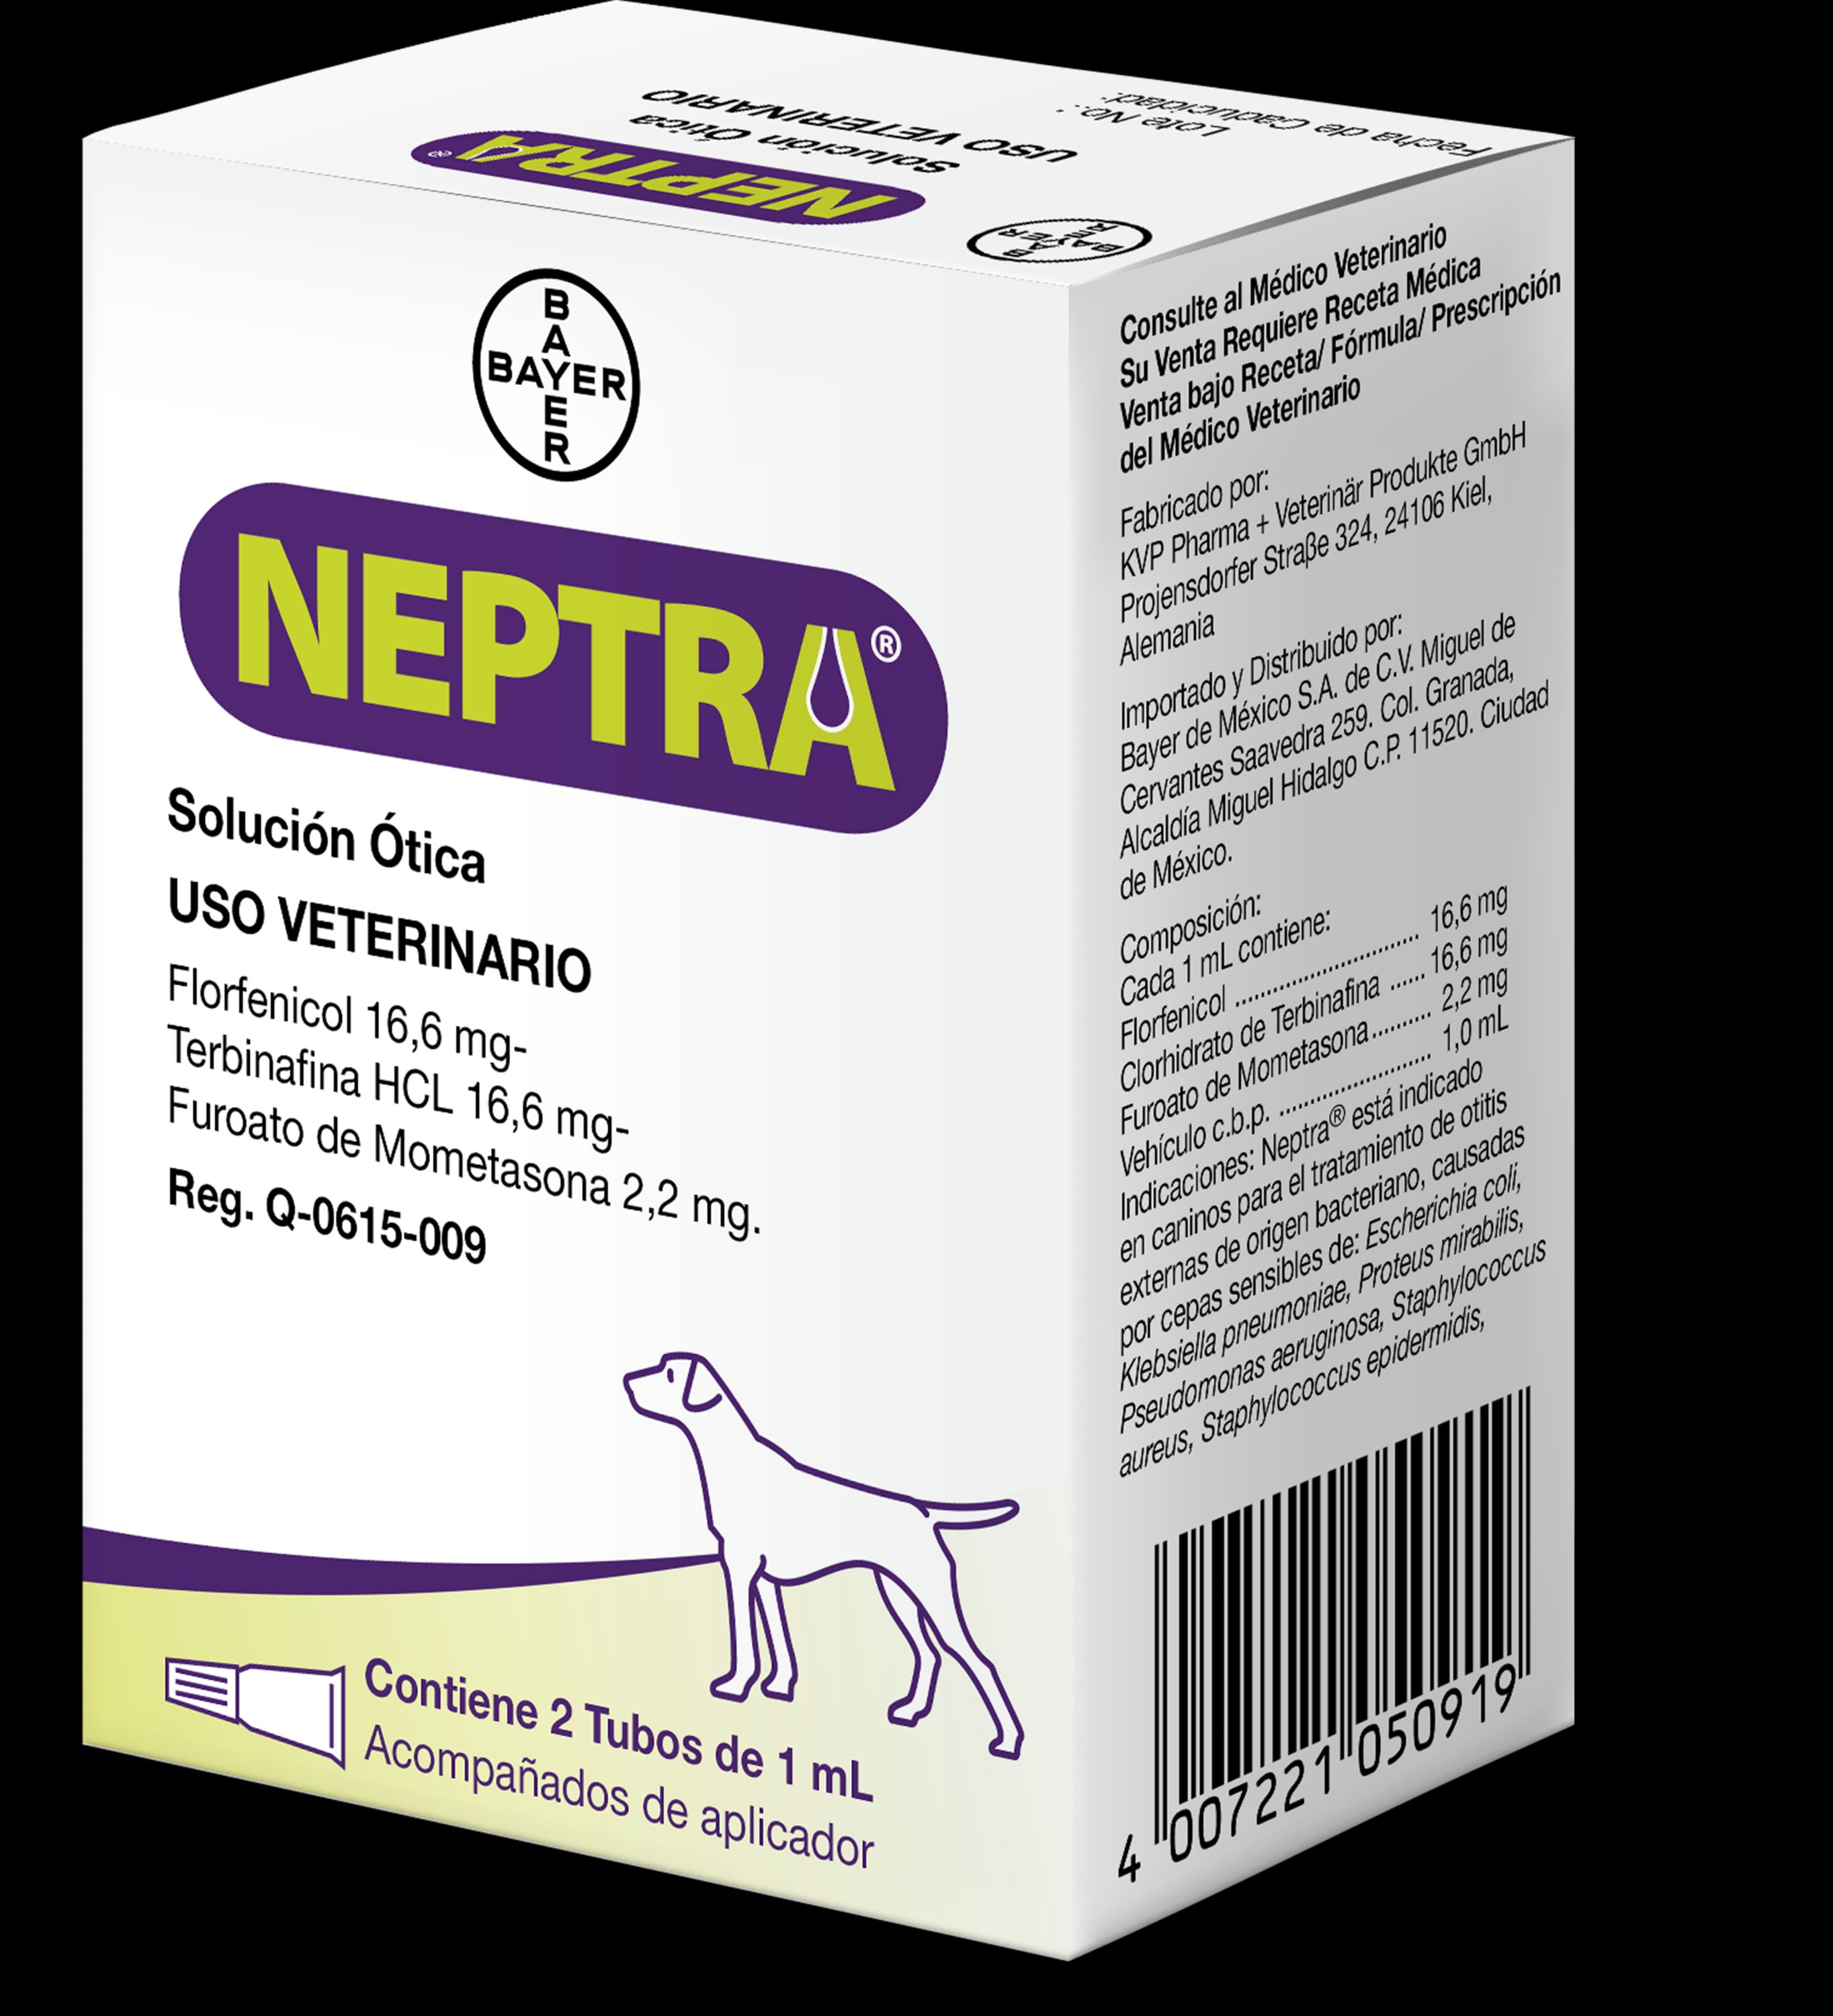 Fecha de Caducidad:
Lote No.:
USO VETERINARIO
Solución Ótica
NEPTRA®
BAYER
BAYER
BAYER
BAYER
NEPTRA®
Solución Ótica
USO VETERINARIO
Florfenicol 16,6 mg-
Terbinafina HCL 16,6 mg-
Furoato de Mometasona 2,2 mg.
Reg. Q-0615-009
Contiene 2 Tubos de 1 mL
Acompañados de aplicador
Consulte al Médico Veterinario
Su Venta Requiere Receta Médica
Venta bajo Receta/ Fórmula/ Prescripción
del Médico Veterinario
Fabricado por:
KVP Pharma + Veterinär Produkte GmbH
Projensdorfer Straße 324, 24106 Kiel,
Alemania
Importado y Distribuido por:
Bayer de México S.A. de C.V. Miguel de
Cervantes Saavedra 259. Col. Granada,
Alcaldía Miguel Hidalgo C.P. 11520. Ciudad
de México.
Composición:
Cada 1 mL contiene:
Florfenicol ............................. 16,6 mg
Clorhidrato de Terbinafina ...... 16,6 mg
Furoato de Mometasona.......... 2,2 mg
Vehículo c.b.p. ........................ 1,0 mL
Indicaciones: Neptra® está indicado
en caninos para el tratamiento de otitis
externas de origen bacteriano, causadas
por cepas sensibles de: Escherichia coli,
Klebsiella pneumoniae, Proteus mirabilis,
Pseudomonas aeruginosa, Staphylococcus
aureus, Staphylococcus epidermidis,
4 007221 050919